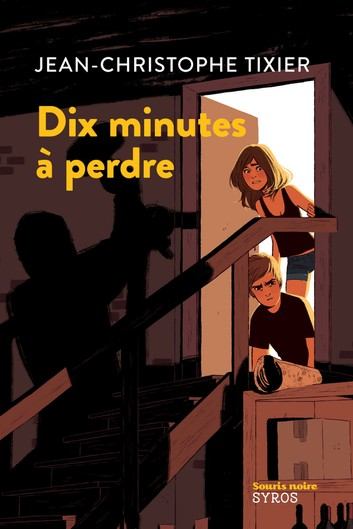 JEAN-CHRISTOPHE TIXIER
Dix minutes
à perdre
Souris noire
SYROS